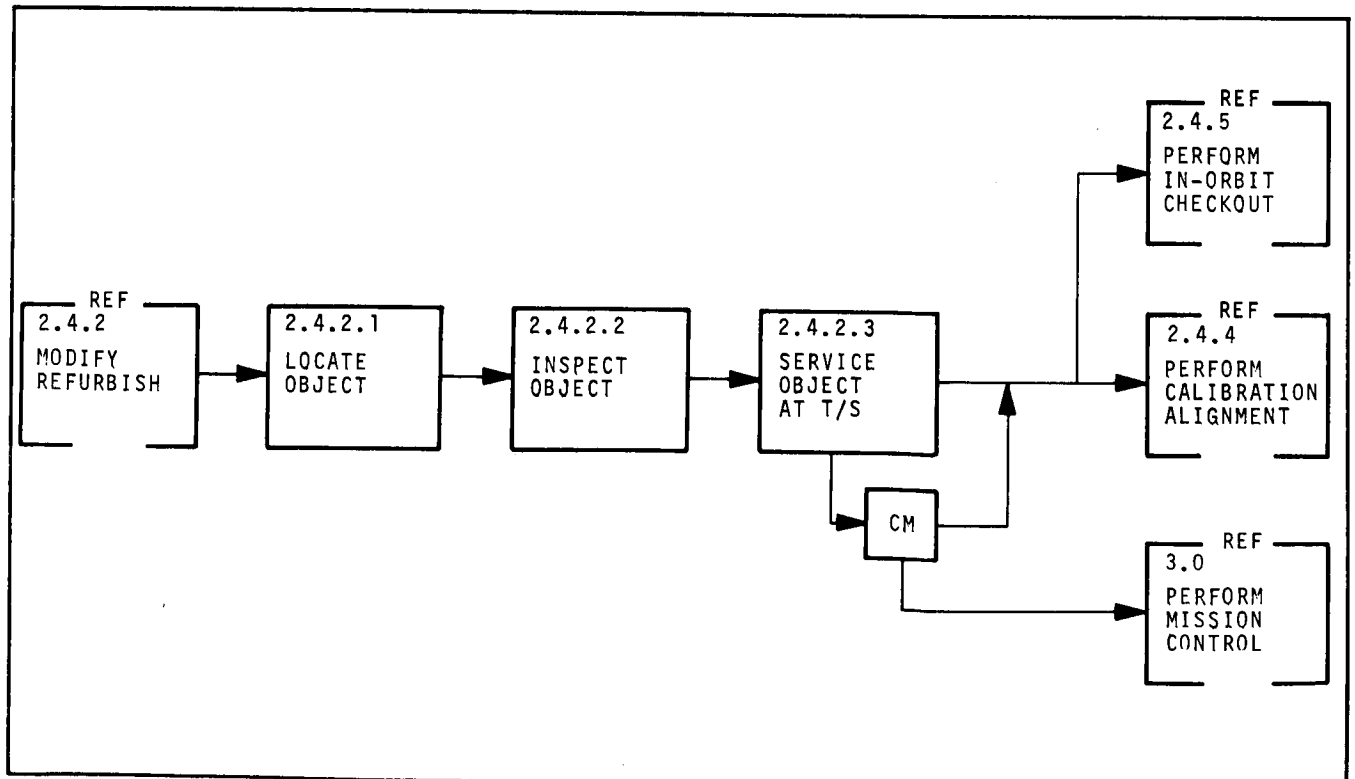 REF
2.4.2
MODIFY
REFURBISH
2.4.2.1
LOCATE
OBJECT
2.4.2.2
INSPECT
OBJECT
2.4.2.3
SERVICE
OBJECT
AT T/S
CM
REF
2.4.5
PERFORM
IN-ORBIT
CHECKOUT
REF
2.4.4
PERFORM
CALIBRATION
ALIGNMENT
REF
3.0
PERFORM
MISSION
CONTROL